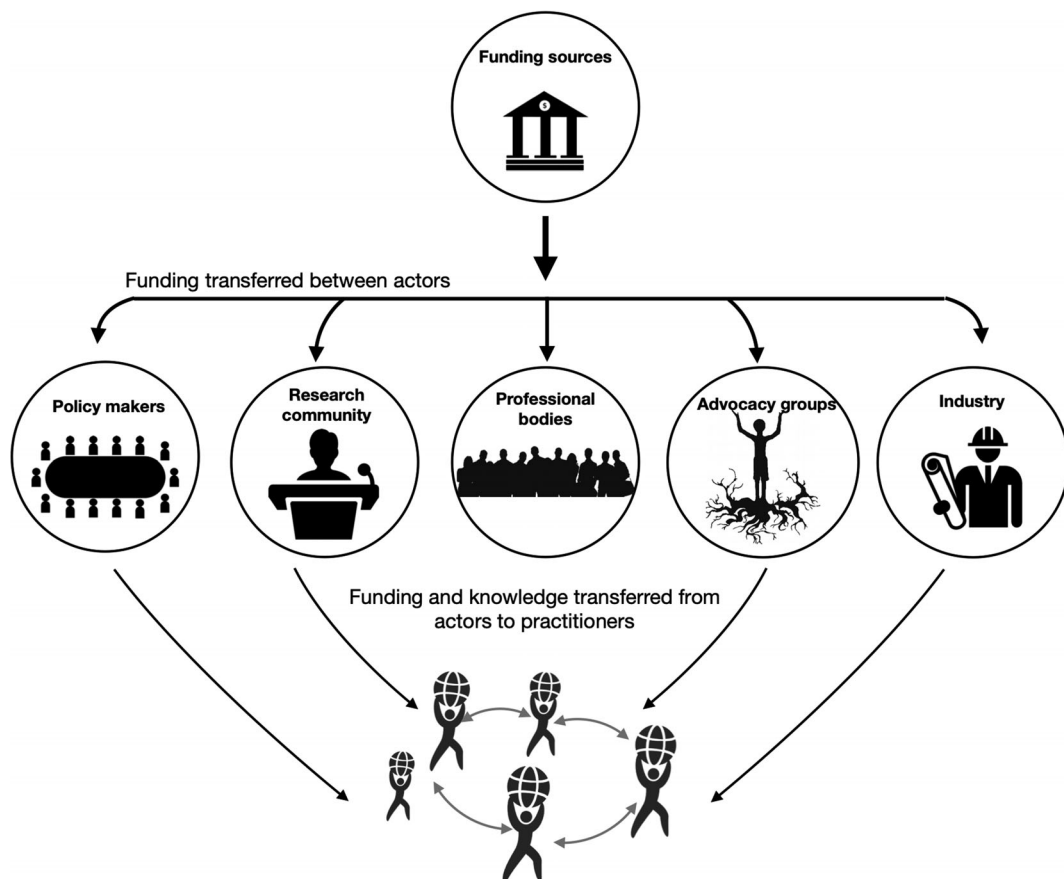 Funding sources
$
Funding transferred between actors
Policy makers
Research
community
Professional
bodies
Advocacy groups
Industry
Funding and knowledge transferred from
actors to practitioners